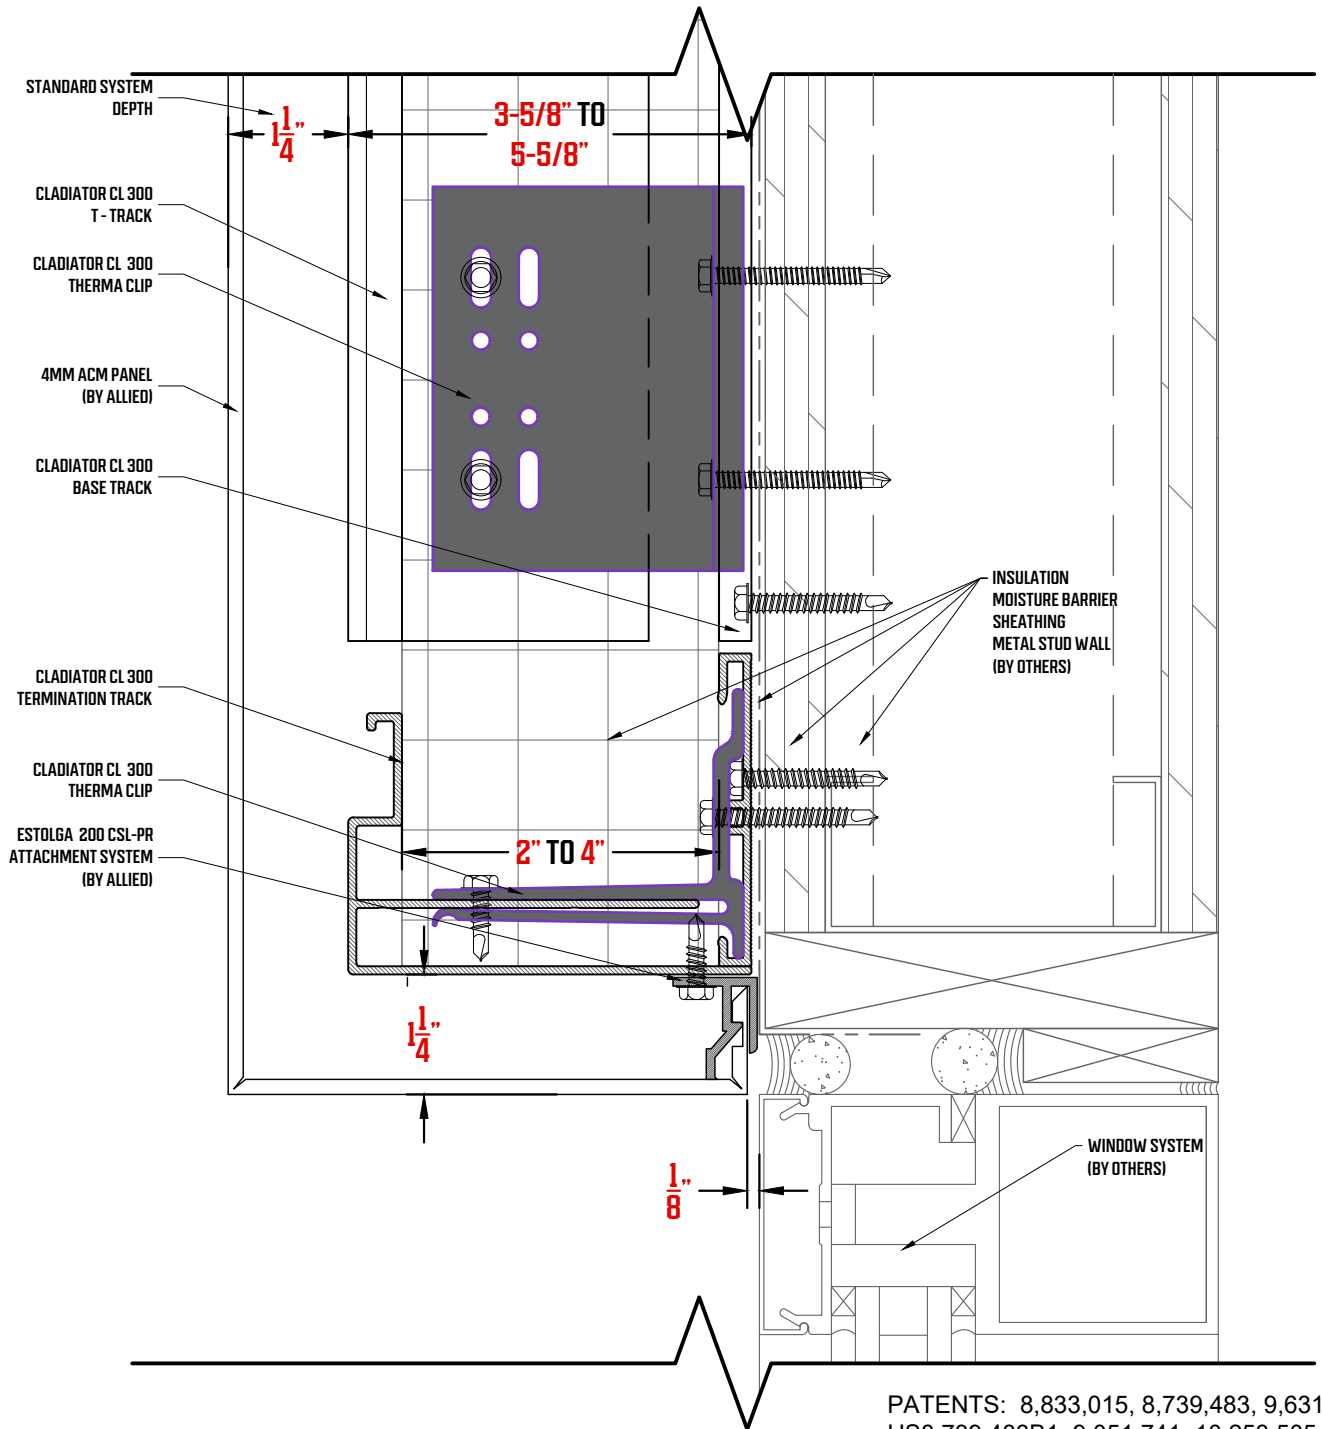 STANDARD SYSTEM
DEPTH
1 1/4"
3-5/8" TO
5-5/8"
CLADIATOR CL 300
T - TRACK
CLADIATOR CL 300
THERMA CLIP
4MM ACM PANEL
(BY ALLIED)
CLADIATOR CL 300
BASE TRACK
INSULATION
MOISTURE BARRIER
SHEATHING
METAL STUD WALL
(BY OTHERS)
CLADIATOR CL 300
TERMINATION TRACK
CLADIATOR CL 300
THERMA CLIP
2" TO 4"
ESTOLGA 200 CSL-PR
ATTACHMENT SYSTEM
(BY ALLIED)
1 1/4"
WINDOW SYSTEM
(BY OTHERS)
1/8"
PATENTS: 8,833,015, 8,739,483, 9,631